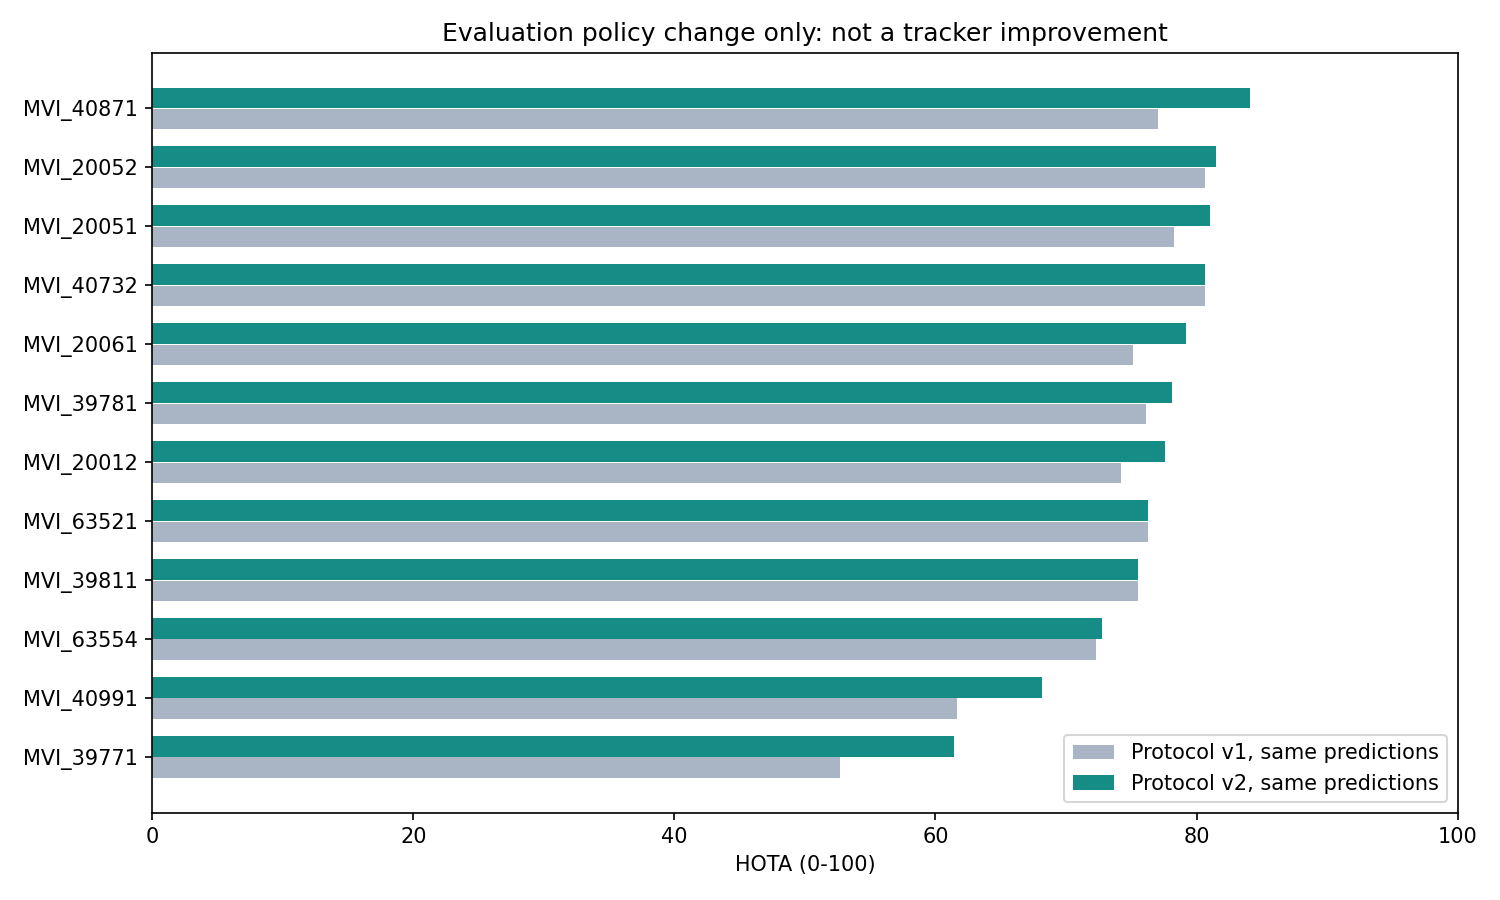 Evaluation policy change only: not a tracker improvement
MVI_40871
MVI_20052
MVI_20051
MVI_40732
MVI_20061
MVI_39781
MVI_20012
MVI_63521
MVI_39811
MVI_63554
MVI_40991
MVI_39771
Protocol v1, same predictions
Protocol v2, same predictions
0 20 40 60 80 100
HOTA (0-100)